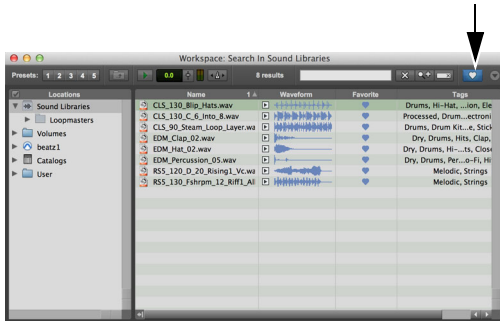 Workspace: Search In Sound Libraries
Presets: 1 2 3 4 5
0.0
8 results
Locations
Name
1
Waveform
Favorite
Tags
Sound Libraries
Loopmasters
Volumes
beatz1
Catalogs
User
CLS_130_Blip_Hats.wav
Drums, Hi-Hat, ...ion, Ele
CLS_130_C_6_Into_8.wav
Processed, Drum...ectroni
CLS_90_Steam_Loop_Layer.wa
Drums, Drum Kit...e, Stick
EDM_Clap_02.wav
Dry, Drums, Hits, Clap,
EDM_Hat_02.wav
Dry, Drums, Hi-...ts, Close
EDM_Percussion_05.wav
Dry, Drums, Per...o-Fi, Hi
RSS_120_D_20_Rising1_Vc.wa
Melodic, Strings
RSS_130_Fshrpm_12_Riff1_All
Melodic, Strings